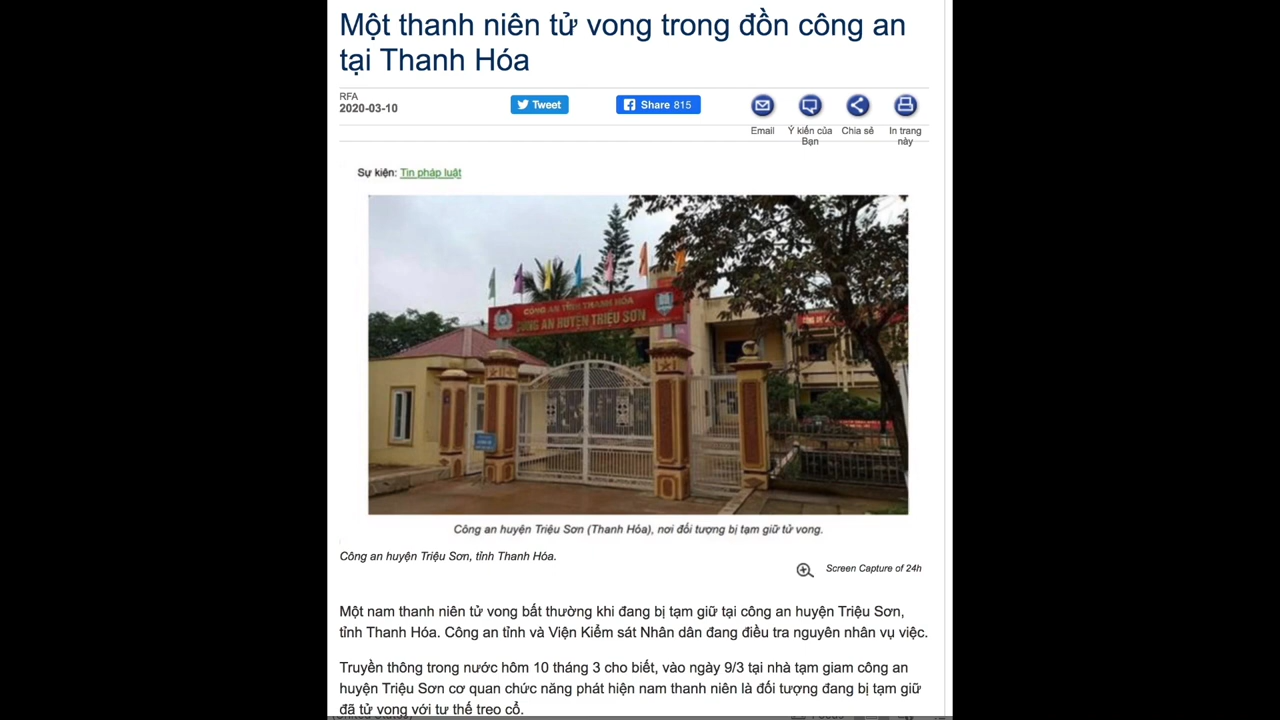 Một thanh niên tử vong trong đồn công an
tại Thanh Hóa
RFA
2020-03-10
Tweet
Share 815
Email
Ý kiến của
Bạn
Chia sẻ
In trang
này
Sự kiện: Tin pháp luật
CÔNG AN TỈNH THANH HÓA
CÔNG AN HUYỆN TRIỆU SƠN
Công an huyện Triệu Sơn (Thanh Hóa), nơi đối tượng bị tạm giữ tử vong.
Công an huyện Triệu Sơn, tỉnh Thanh Hóa.
Screen Capture of 24h
Một nam thanh niên tử vong bất thường khi đang bị tạm giữ tại công an huyện Triệu Sơn,
tỉnh Thanh Hóa. Công an tỉnh và Viện Kiểm sát Nhân dân đang điều tra nguyên nhân vụ việc.
Truyền thông trong nước hôm 10 tháng 3 cho biết, vào ngày 9/3 tại nhà tạm giam công an
huyện Triệu Sơn cơ quan chức năng phát hiện nam thanh niên là đối tượng đang bị tạm giữ
đã tử vong với tư thế treo cổ.